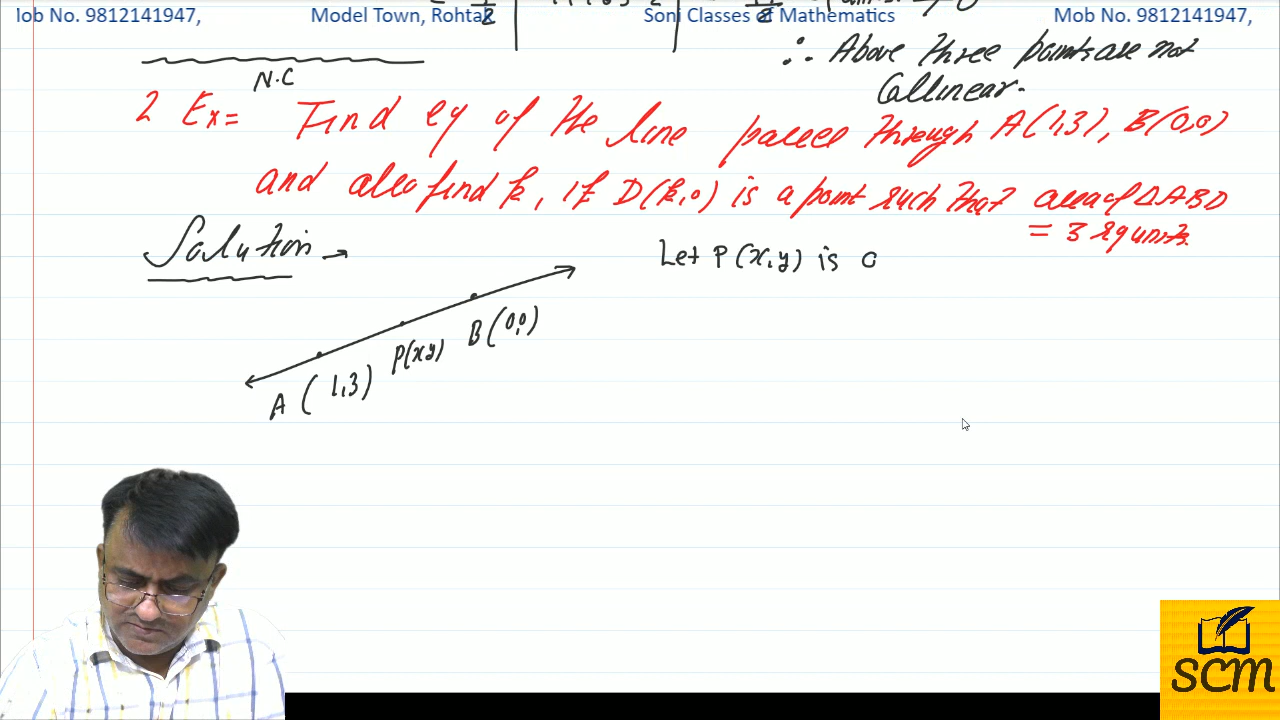 lob No. 9812141947, Model Town, Rohtak Soni Classes of Mathematics Mob No. 9812141947,
∴ Above three points are not
Collinear.
N.C
2 Ex= Find eq of the line passes through A(1,3), B(0,0)
and also find k, if D(k,0) is a point such that area of ΔABD
= 3 sq units.
Solution →
Let P(x,y) is a
B(0,0)
P(x,y)
A(1,3)
SCM